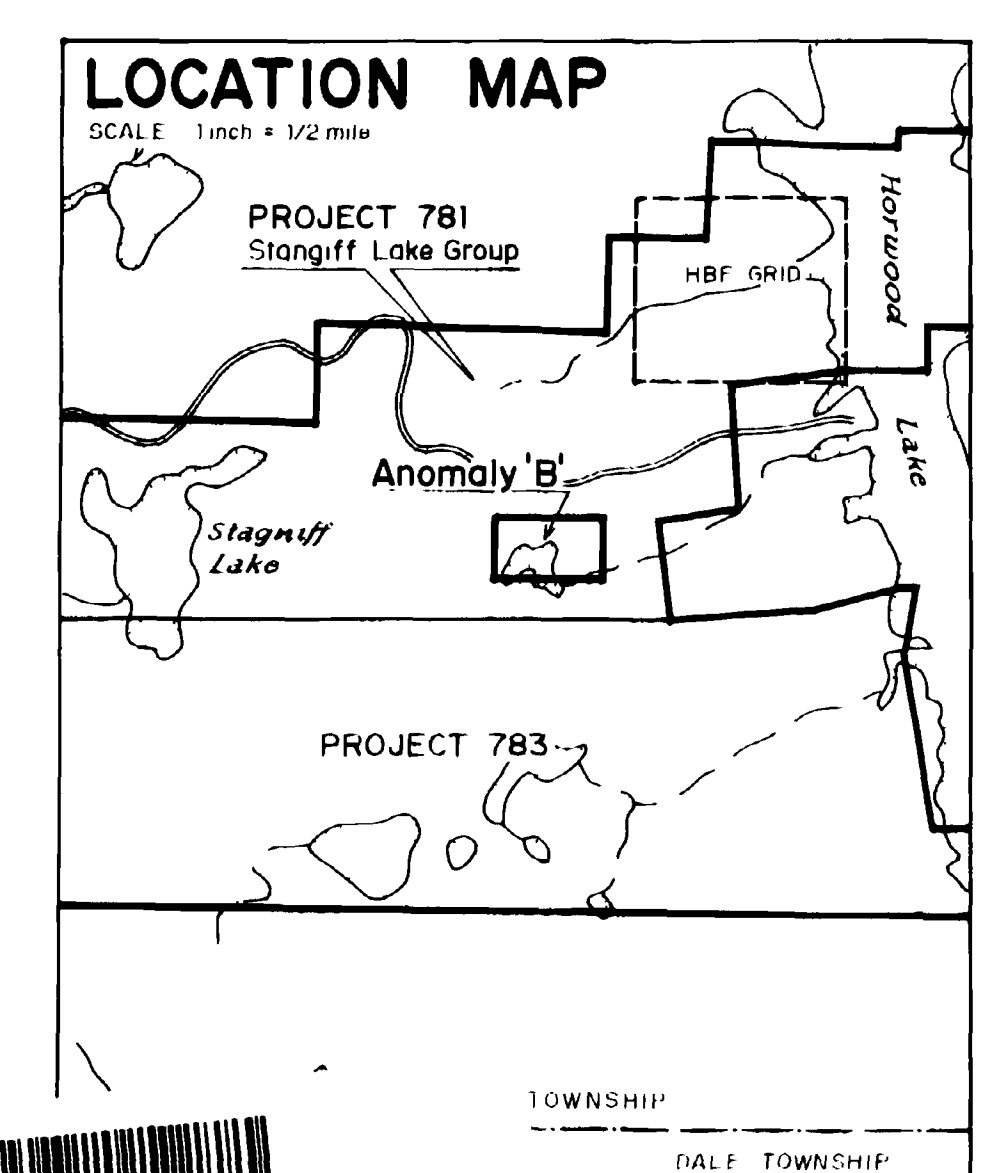 LOCATION MAP
SCALE 1 inch = 1/2 mile
PROJECT 781
Stangiff Lake Group
HBF GRID
Horwood
Lake
Anomaly 'B'
Stagniff
Lake
PROJECT 783
TOWNSHIP
DALE TOWNSHIP